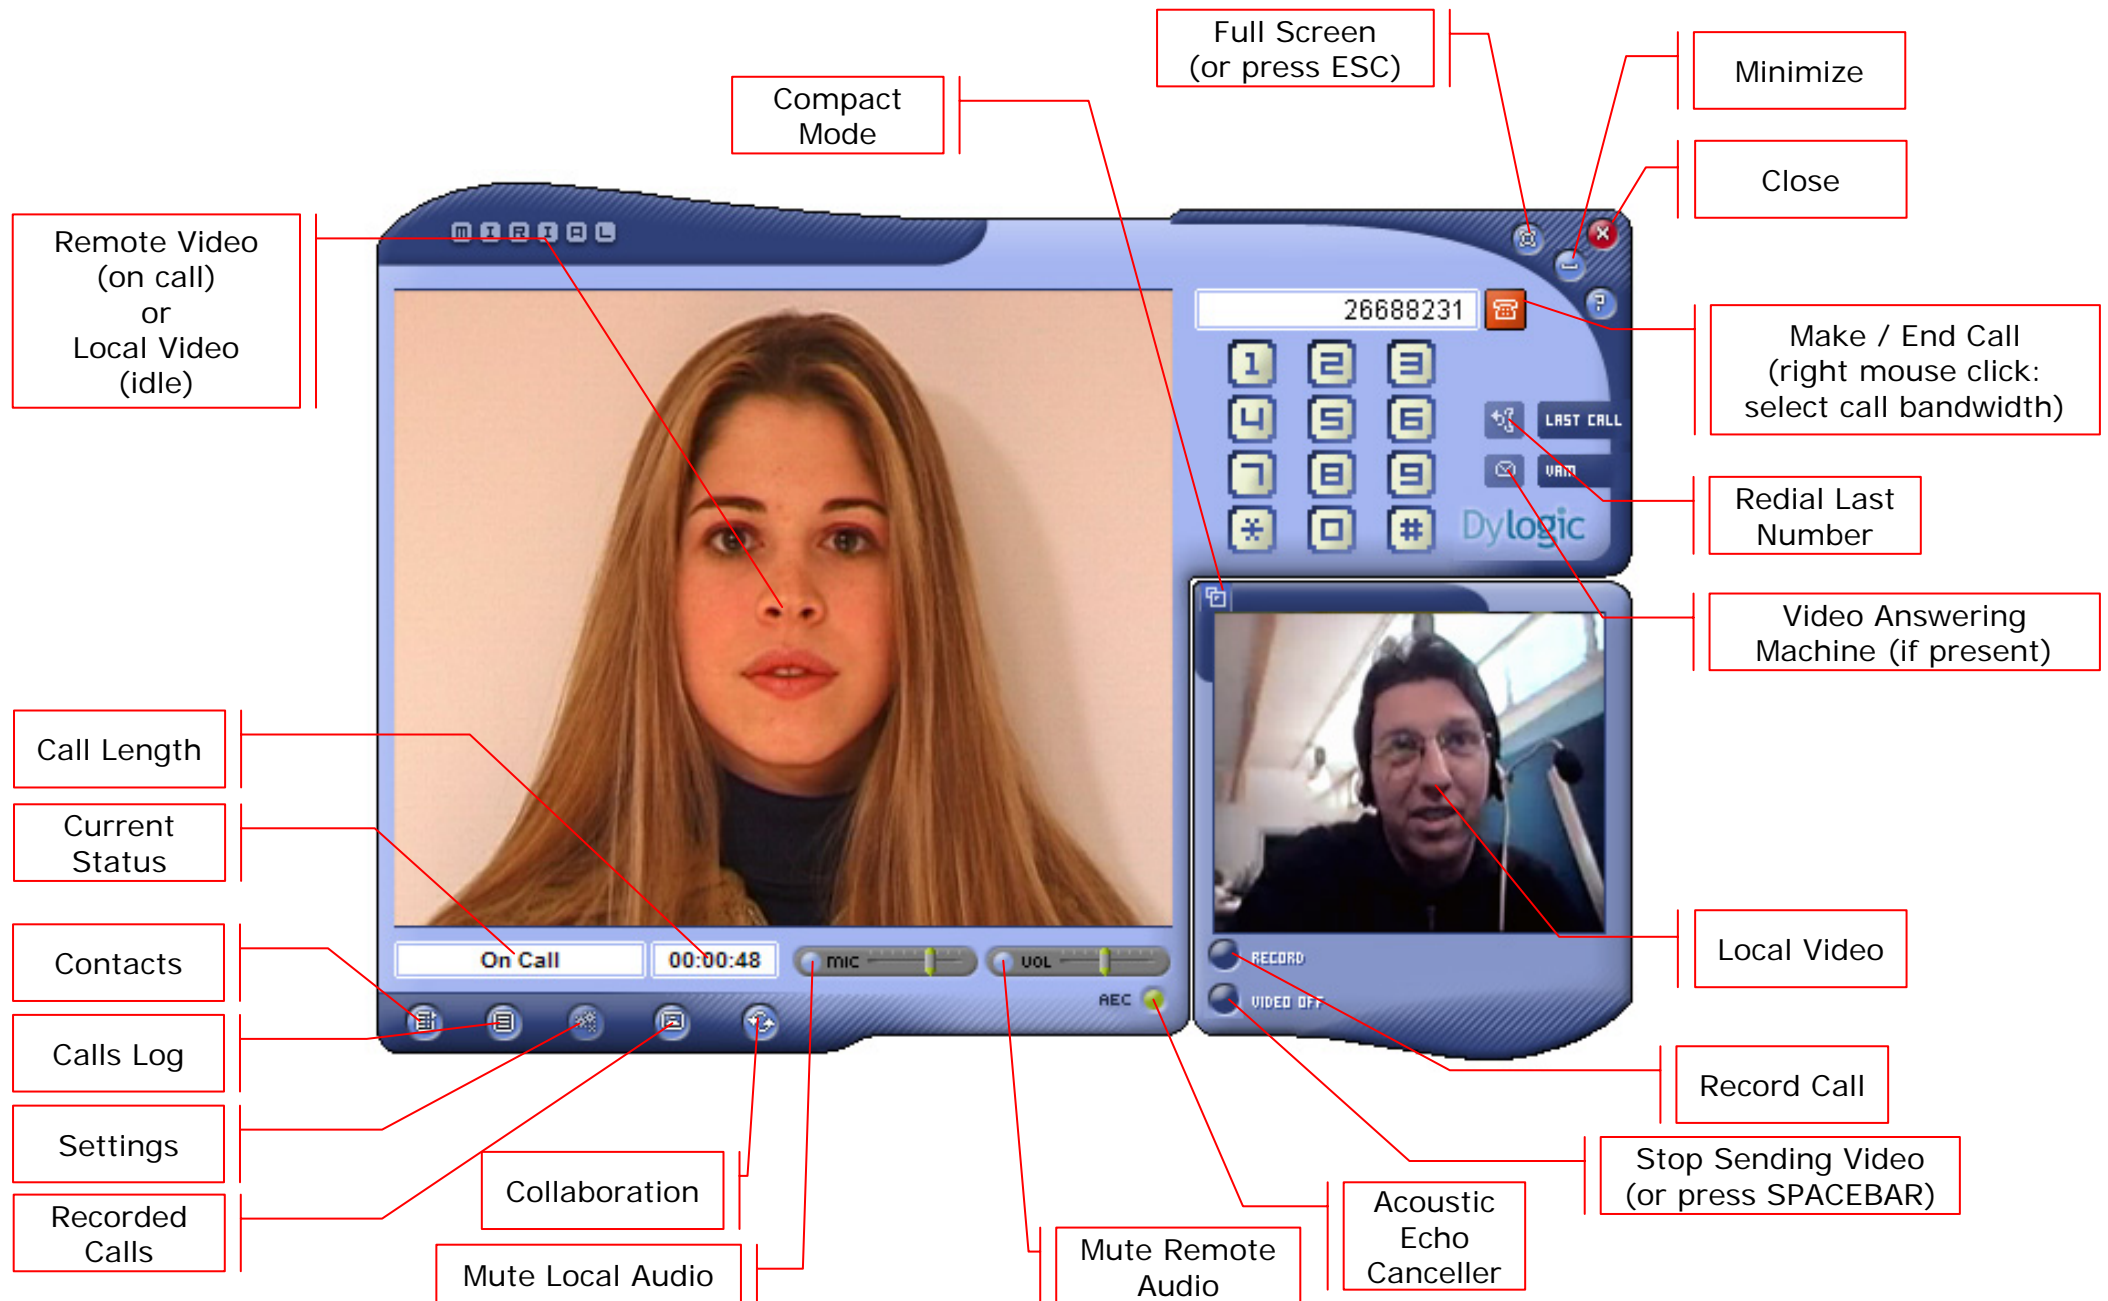 Full Screen
(or press ESC)
Minimize
Compact
Mode
Close
MIRIAL
Remote Video
(on call)
or
Local Video
(idle)
26688231
?
Make / End Call
(right mouse click:
select call bandwidth)
1 2 3
4 5 6
7 8 9
* 0 #
LAST CALL
VAM
Dylogic
Redial Last
Number
Video Answering
Machine (if present)
Call Length
Current
Status
On Call
00:00:48
MIC
VOL
AEC
RECORD
VIDEO OFF
Local Video
Contacts
Calls Log
Settings
Recorded
Calls
Collaboration
Mute Local Audio
Mute Remote
Audio
Acoustic
Echo
Canceller
Record Call
Stop Sending Video
(or press SPACEBAR)